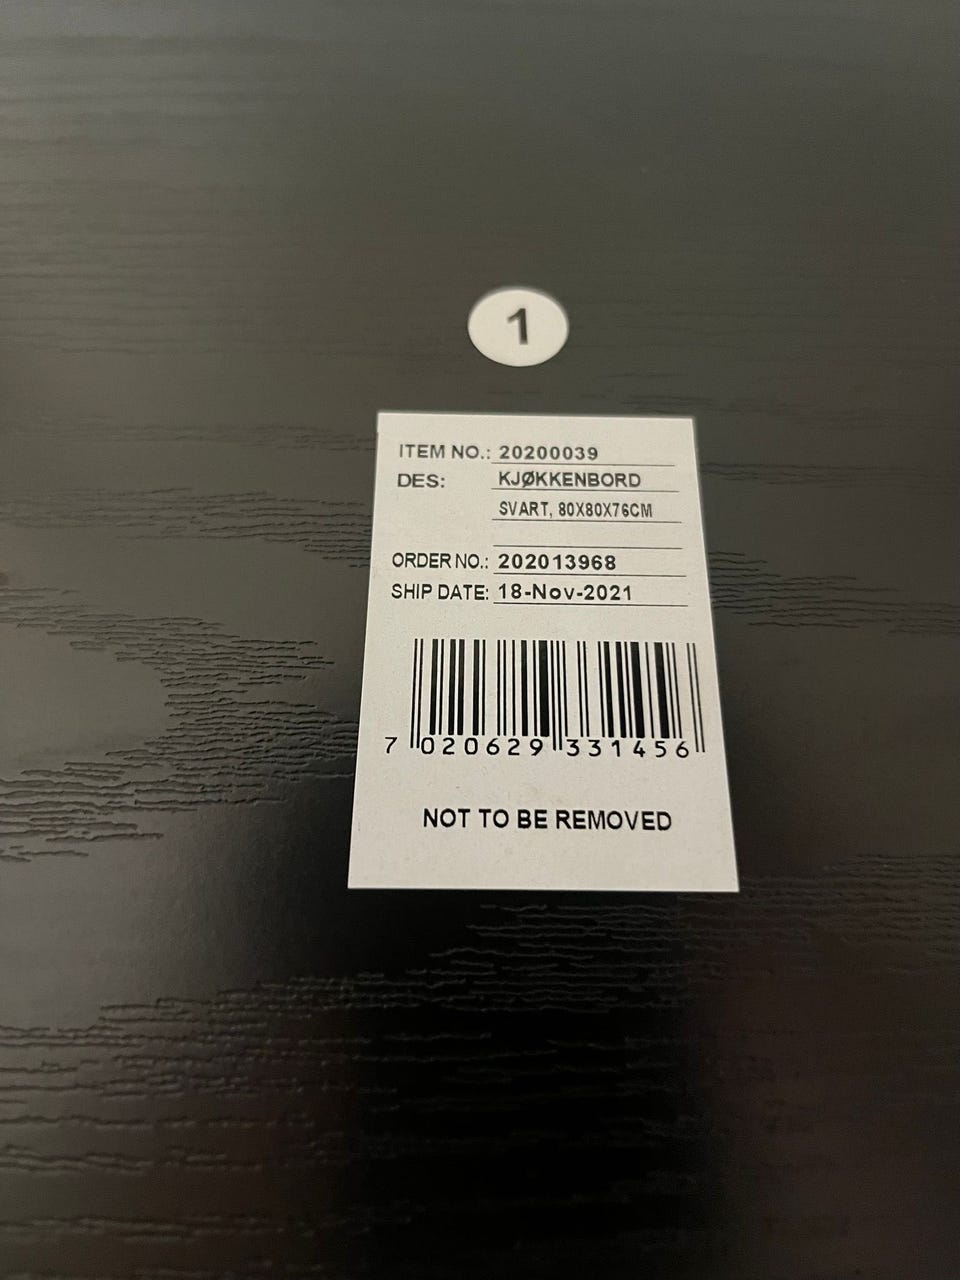 1
ITEM NO.: 20200039
DES: KJØKKENBORD
SVART, 80X80X76CM
ORDER NO.: 202013968
SHIP DATE: 18-Nov-2021
7 020629 331456
NOT TO BE REMOVED